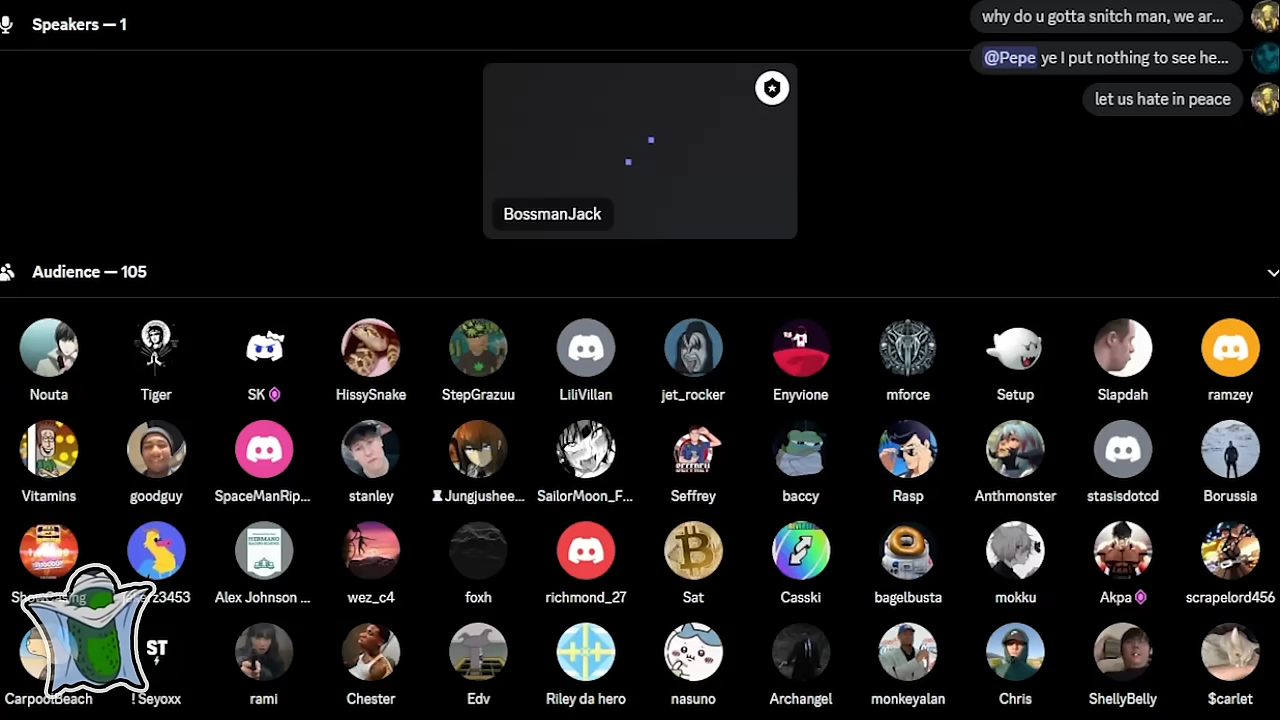 Speakers — 1
why do u gotta snitch man, we ar...
@Pepe ye I put nothing to see he...
let us hate in peace
BossmanJack
Audience — 105
Nouta Tiger SK HissySnake StepGrazuu LiliVillan jet_rocker Enyvione mforce Setup Slapdah ramzey
Vitamins goodguy SpaceManRip... stanley Jungjushee... SailorMoon_F... Seffrey baccy Rasp Anthmonster stasisdotcd Borussia
SEFFREY
HERMANO
Alex Johnson ... wez_c4 foxh richmond_27 Sat Casski bagelbusta mokku Akpa scrapelord456
ST
CarpoolBeach ! Seyoxx rami Chester Edv Riley da hero nasuno Archangel monkeyalan Chris ShellyBelly $carlet